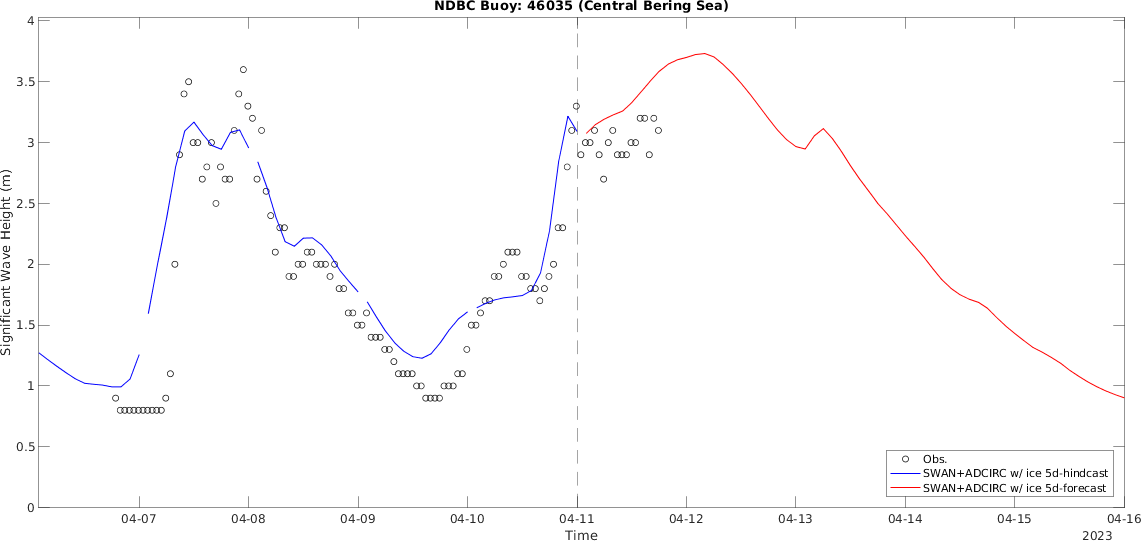 NDBC Buoy: 46035 (Central Bering Sea)
4
3.5
3
2.5
2
1.5
1
0.5
0
Significant Wave Height (m)
04-07 04-08 04-09 04-10 04-11 04-12 04-13 04-14 04-15 04-16
Time
2023
Obs.
SWAN+ADCIRC w/ ice 5d-hindcast
SWAN+ADCIRC w/ ice 5d-forecast